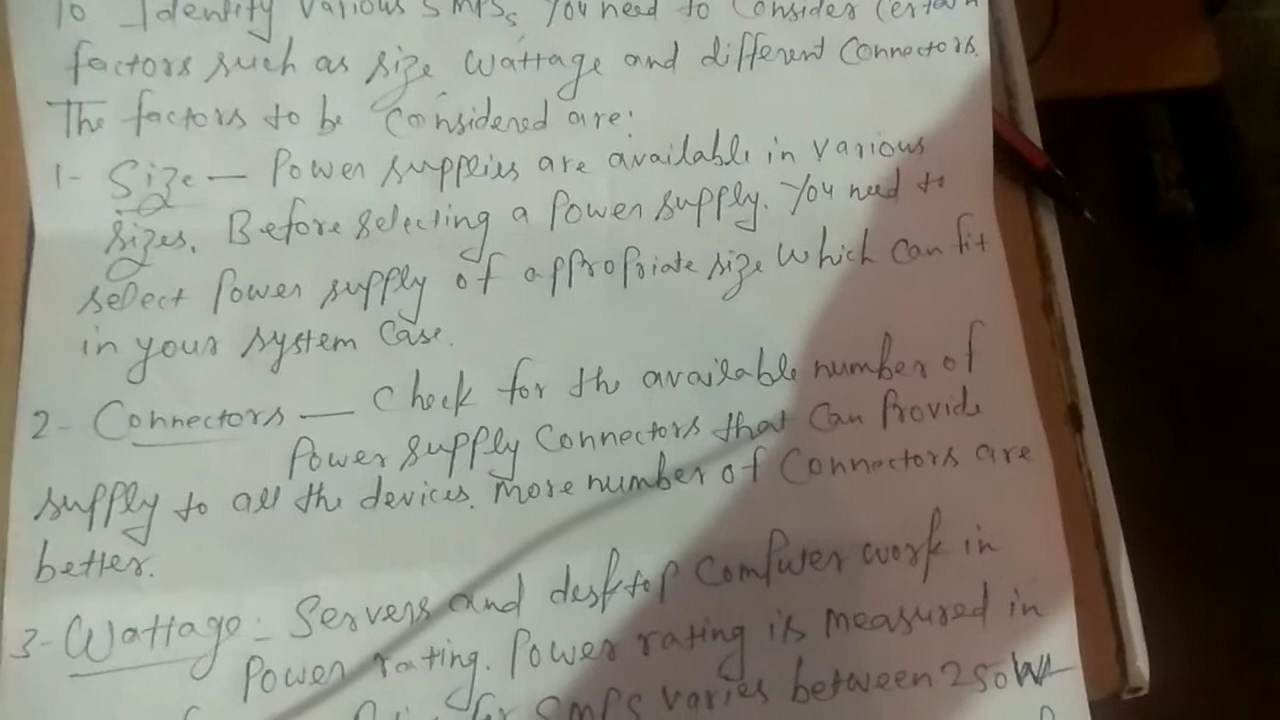 To Identify various SMPSs You need to Consider Certain
factors such as size, wattage and different Connectors.
The factors to be Considered are:
1- Size — Power supplies are available in various
sizes. Before selecting a Power supply. You need to
select Power supply of appropriate size which can fit
in your system Case.
2- Connectors — Check for the available number of
Power supply Connectors that Can Provide
supply to all the devices. More number of Connectors are
better.
3- Wattage:- Servers and desktop Computer work in
Power rating. Power rating is measured in
for SMPS varies between 250W